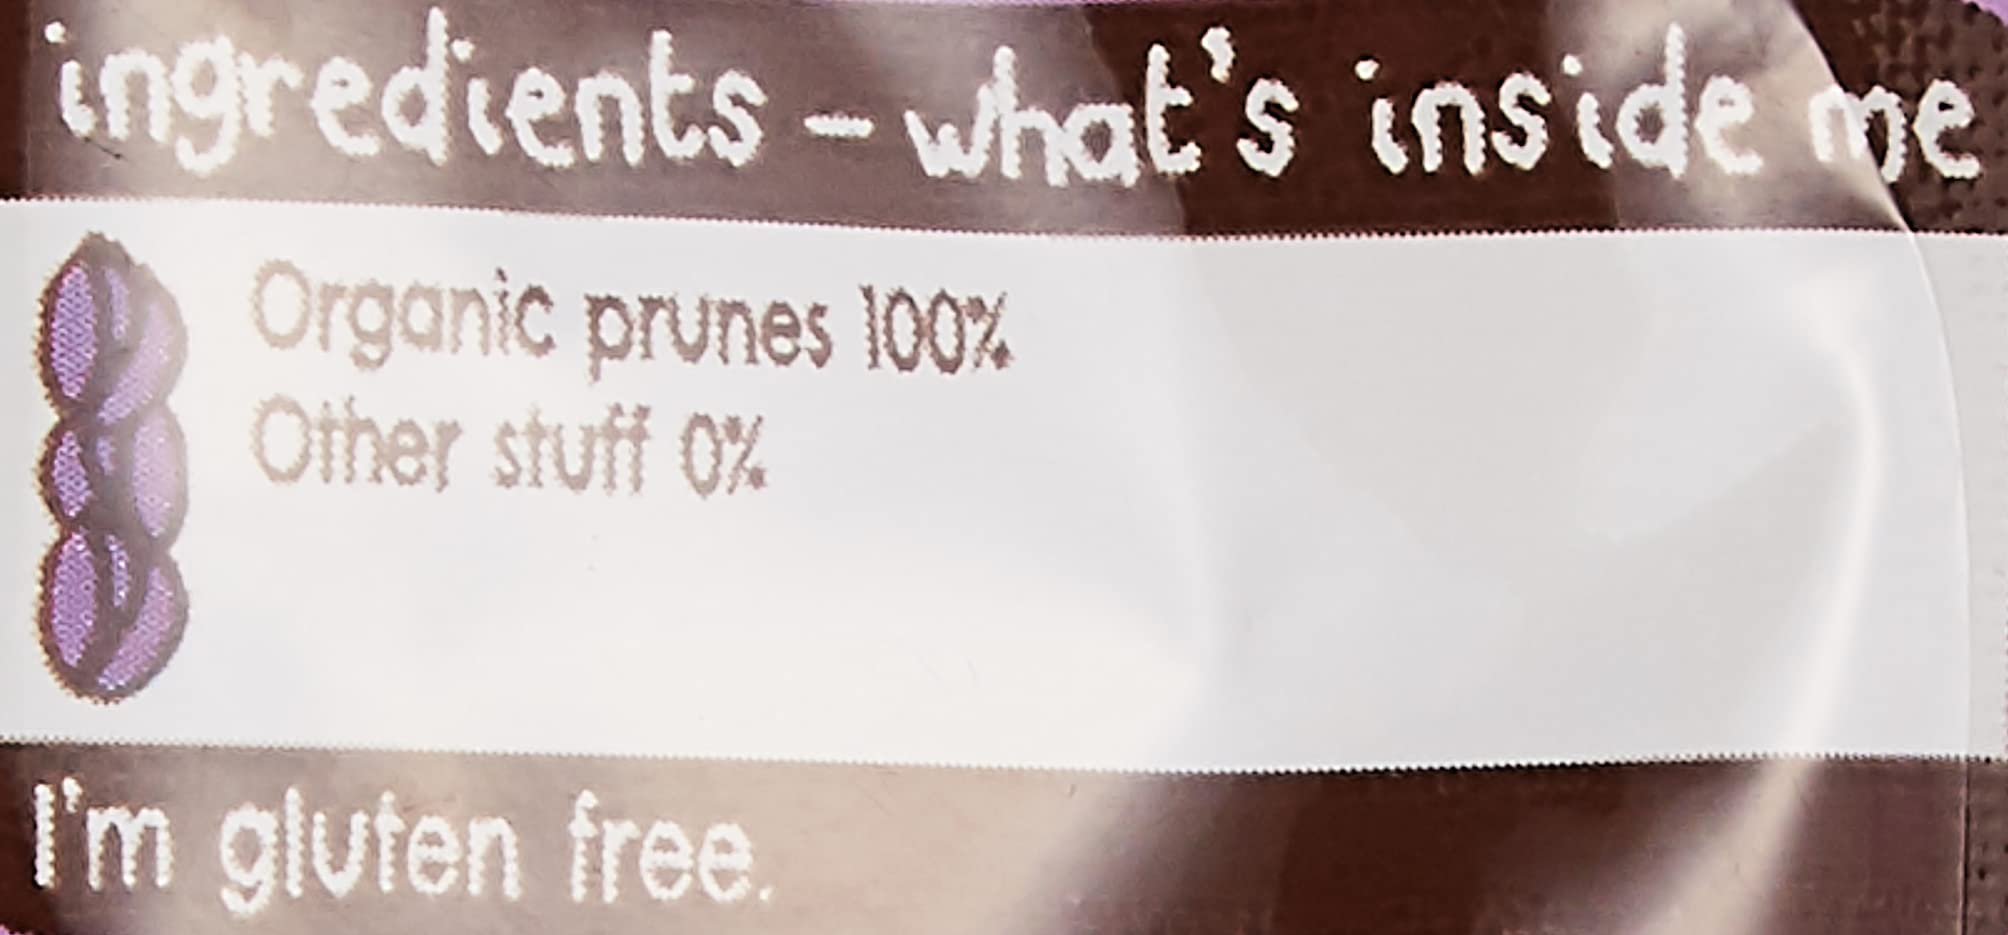 ingredients – what's inside me
Organic prunes 100%
Other stuff 0%
I'm gluten free.